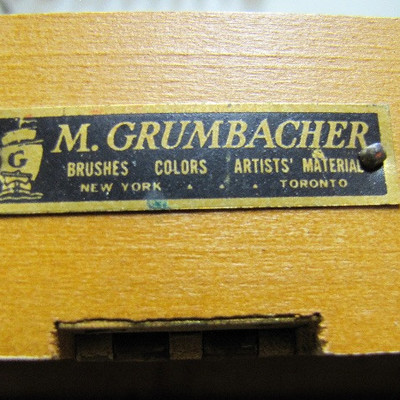 G
M. GRUMBACHER
BRUSHES COLORS ARTISTS' MATERIAL
NEW YORK . . . TORONTO